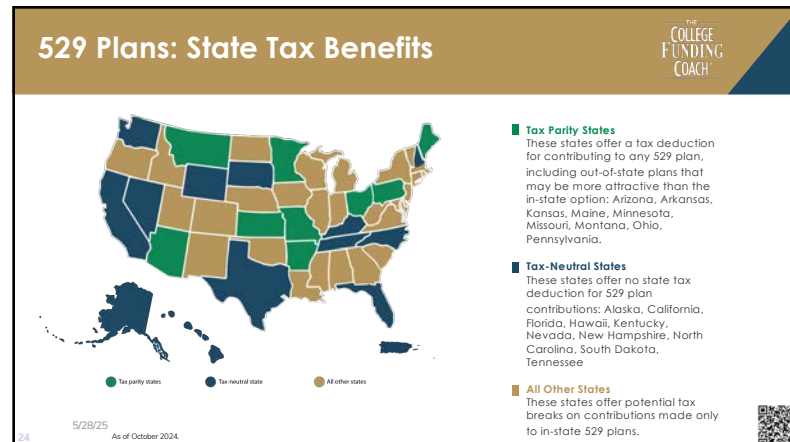 529 Plans: State Tax Benefits
THE
COLLEGE
FUNDING
COACH
Tax Parity States
These states offer a tax deduction
for contributing to any 529 plan,
including out-of-state plans that
may be more attractive than the
in-state option: Arizona, Arkansas,
Kansas, Maine, Minnesota,
Missouri, Montana, Ohio,
Pennsylvania.
Tax-Neutral States
These states offer no state tax
deduction for 529 plan
contributions: Alaska, California,
Florida, Hawaii, Kentucky,
Nevada, New Hampshire, North
Carolina, South Dakota,
Tennessee
All Other States
These states offer potential tax
breaks on contributions made only
to in-state 529 plans.
Tax parity states
Tax-neutral state
All other states
5/28/25
As of October 2024.
24